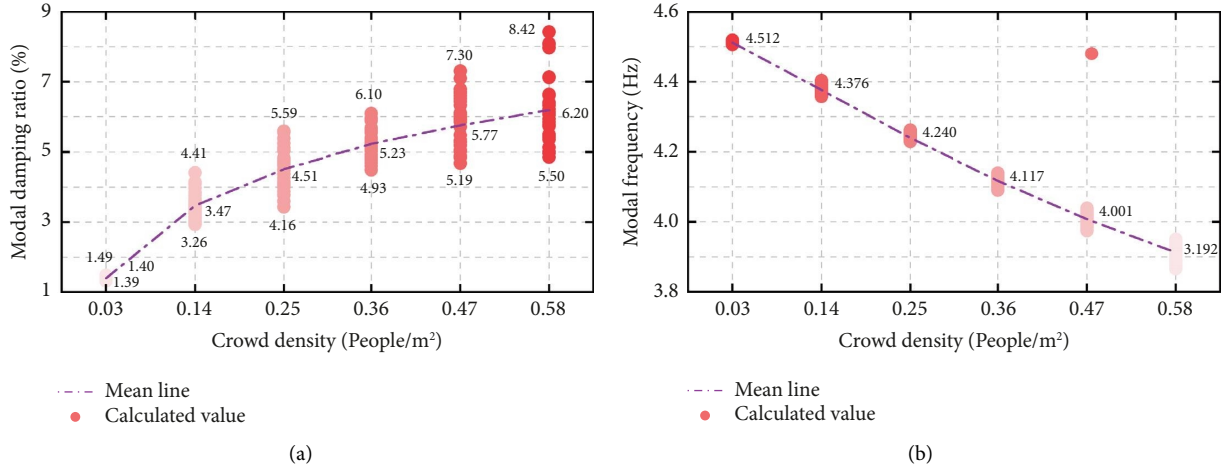 9
7
5
3
1
Modal damping ratio (%)
1.49
1.40
1.39
4.41
3.47
3.26
5.59
4.51
4.16
6.10
5.23
4.93
7.30
5.77
5.19
8.42
6.20
5.50
0.03 0.14 0.25 0.36 0.47 0.58
Crowd density (People/m²)
Mean line
Calculated value
(a)
4.6
4.4
4.2
4.0
3.8
Modal frequency (Hz)
4.512
4.376
4.240
4.117
4.001
3.192
0.03 0.14 0.25 0.36 0.47 0.58
Crowd density (People/m²)
Mean line
Calculated value
(b)